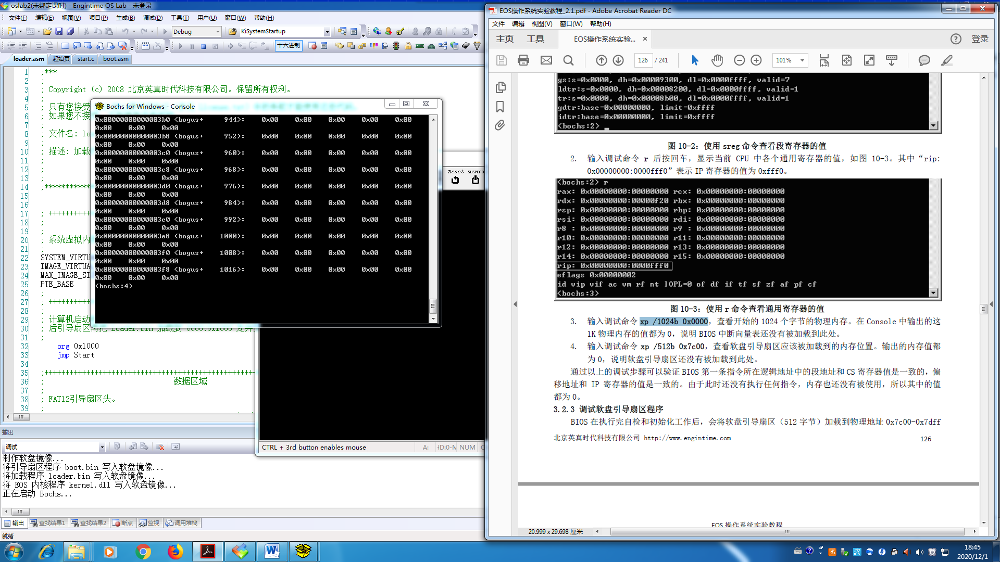 oslab2(未绑定课时) - Engintime OS Lab - 未登录
文件(F) 编辑(E) 视图(V) 项目(P) 生成(B) 调试(D) 工具(T) 用户(U) 窗口(W) 帮助(H)
Debug KiSystemStartup
十六进制
loader.asm 起始页 start.c boot.asm
1 ;***
2 ;
3 ; Copyright (c) 2008 北京英真时代科技有限公司。保留所有权利。
4 ;
5 ; 只有您接受
6 ; 如果您不接
7 ;
8 ; 文件名: lo
9 ;
10 ; 描述: 加载
11 ;
12 ;
13 ;
14 ;************
15
16
17 ; ++++++++++
18 ;
19 ;
20 ; 系统虚拟内
21 ;
22 SYSTEM_VIRTU
23 IMAGE_VIRTUA
24 MAX_IMAGE_SI
25 PTE_BASE
26 ;
27 ; ++++++++++
28 ;
29 ; 计算机启动
30 ; 后引导扇区再把 Loader.bin 加载到 0000:0x1000 处并
31 ;
32 org 0x1000
33 jmp Start
34
35 ;+++++++++++++++++++++++++++++++++++++++++++++++++++
36 ; 数据区域
37 ;
38 ; FAT12引导扇区头。
39 ;
Bochs for Windows - Console
0x00000000000003b0 <bogus+ 944>: 0x00 0x00 0x00 0x00 0x00
0x00 0x00 0x00
0x00000000000003b8 <bogus+ 952>: 0x00 0x00 0x00 0x00 0x00
0x00 0x00 0x00
0x00000000000003c0 <bogus+ 960>: 0x00 0x00 0x00 0x00 0x00
0x00 0x00 0x00
0x00000000000003c8 <bogus+ 968>: 0x00 0x00 0x00 0x00 0x00
0x00 0x00 0x00
0x00000000000003d0 <bogus+ 976>: 0x00 0x00 0x00 0x00 0x00
0x00 0x00 0x00
0x00000000000003d8 <bogus+ 984>: 0x00 0x00 0x00 0x00 0x00
0x00 0x00 0x00
0x00000000000003e0 <bogus+ 992>: 0x00 0x00 0x00 0x00 0x00
0x00 0x00 0x00
0x00000000000003e8 <bogus+ 1000>: 0x00 0x00 0x00 0x00 0x00
0x00 0x00 0x00
0x00000000000003f0 <bogus+ 1008>: 0x00 0x00 0x00 0x00 0x00
0x00 0x00 0x00
0x00000000000003f8 <bogus+ 1016>: 0x00 0x00 0x00 0x00 0x00
0x00 0x00 0x00
<bochs:4>
Reset SUSPEND
CTRL + 3rd button enables mouse A: HD:0-M NUM
输出
调试
制作软盘镜像...
将引导扇区程序 boot.bin 写入软盘镜像...
将加载程序 loader.bin 写入软盘镜像...
将 EOS 内核程序 kernel.dll 写入软盘镜像...
正在启动 Bochs...
输出 查找结果1 查找结果2 断点 监视 调用堆栈
就绪
EOS操作系统实验教程_2.1.pdf - Adobe Acrobat Reader DC
文件 编辑 视图(V) 窗口(W) 帮助(H)
主页 工具 EOS操作系统实验... × 登录
126 / 241 101%
gs:s=0x0000, dh=0x00009300, dl=0x0000ffff, valid=7
ldtr:s=0x0000, dh=0x00008200, dl=0x0000ffff, valid=1
tr:s=0x0000, dh=0x00008b00, dl=0x0000ffff, valid=1
gdtr:base=0x00000000, limit=0xffff
idtr:base=0x00000000, limit=0xffff
<bochs:2> _
图 10-2：使用 sreg 命令查看段寄存器的值
2. 输入调试命令 r 后按回车，显示当前 CPU 中各个通用寄存器的值，如图 10-3。其中“rip:
0x00000000:0000fff0”表示 IP 寄存器的值为 0xfff0。
<bochs:2> r
rax: 0x00000000:00000000 rcx: 0x00000000:00000000
rdx: 0x00000000:00000f20 rbx: 0x00000000:00000000
rsp: 0x00000000:00000000 rbp: 0x00000000:00000000
rsi: 0x00000000:00000000 rdi: 0x00000000:00000000
r8 : 0x00000000:00000000 r9 : 0x00000000:00000000
r10: 0x00000000:00000000 r11: 0x00000000:00000000
r12: 0x00000000:00000000 r13: 0x00000000:00000000
r14: 0x00000000:00000000 r15: 0x00000000:00000000
rip: 0x00000000:0000fff0
eflags 0x00000002
id vip vif ac vm rf nt IOPL=0 of df if tf sf zf af pf cf
<bochs:3>
图 10-3：使用 r 命令查看通用寄存器的值
3. 输入调试命令 xp /1024b 0x0000，查看开始的 1024 个字节的物理内存。在 Console 中输出的这
1K 物理内存的值都为 0，说明 BIOS 中断向量表还没有被加载到此处。
4. 输入调试命令 xp /512b 0x7c00，查看软盘引导扇区应该被加载到的内存位置。输出的内存值都
为 0，说明软盘引导扇区还没有被加载到此处。
通过以上的调试步骤可以验证BIOS 第一条指令所在逻辑地址中的段地址和CS 寄存器值是一致的，偏
移地址和 IP 寄存器的值是一致的。由于此时还没有执行任何指令，内存也还没有被使用，所以其中的值
都为 0。
3.2.3 调试软盘引导扇区程序
BIOS 在执行完自检和初始化工作后，会将软盘引导扇区（512 字节）加载到物理地址 0x7c00-0x7dff
北京英真时代科技有限公司 http://www.engintime.com 126
EOS 操作系统实验教程
20.999 x 29.698 厘米
18:45
2020/12/1